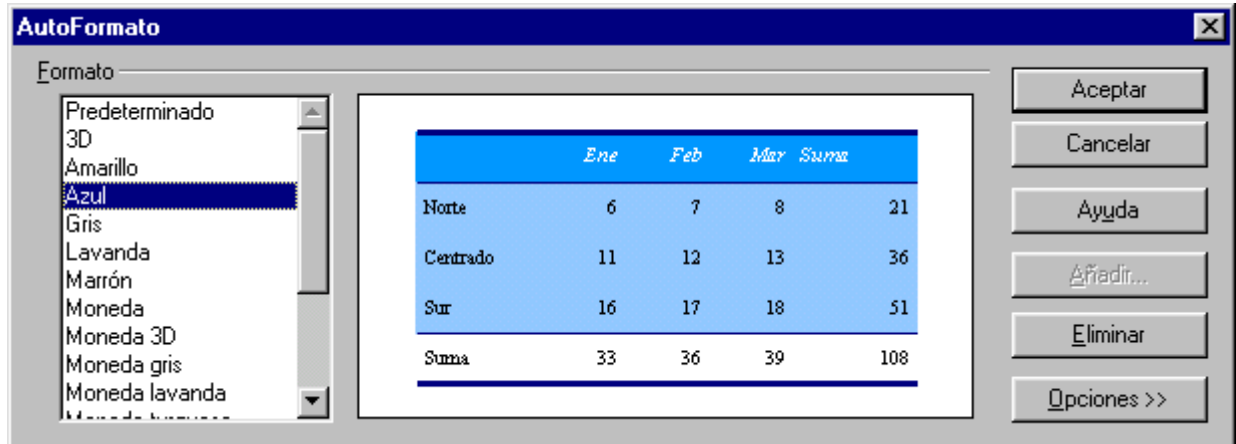 AutoFormato
Formato
Predeterminado
3D
Amarillo
Azul
Gris
Lavanda
Marrón
Moneda
Moneda 3D
Moneda gris
Moneda lavanda
Moneda turquesa
Ene Feb Mar Suma
Norte 6 7 8 21
Centrado 11 12 13 36
Sur 16 17 18 51
Suma 33 36 39 108
Aceptar
Cancelar
Ayuda
Añadir...
Eliminar
Opciones >>